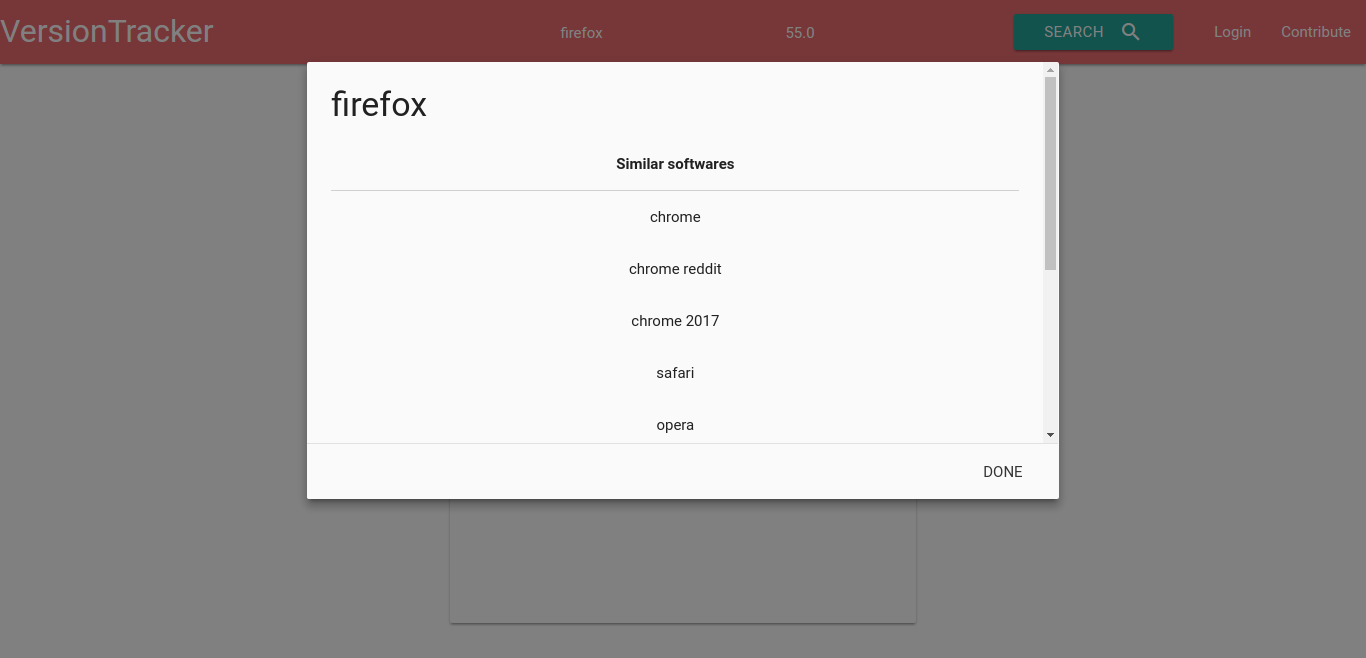 VersionTracker firefox 55.0 SEARCH Login Contribute
firefox
Similar softwares
chrome
chrome reddit
chrome 2017
safari
opera
DONE